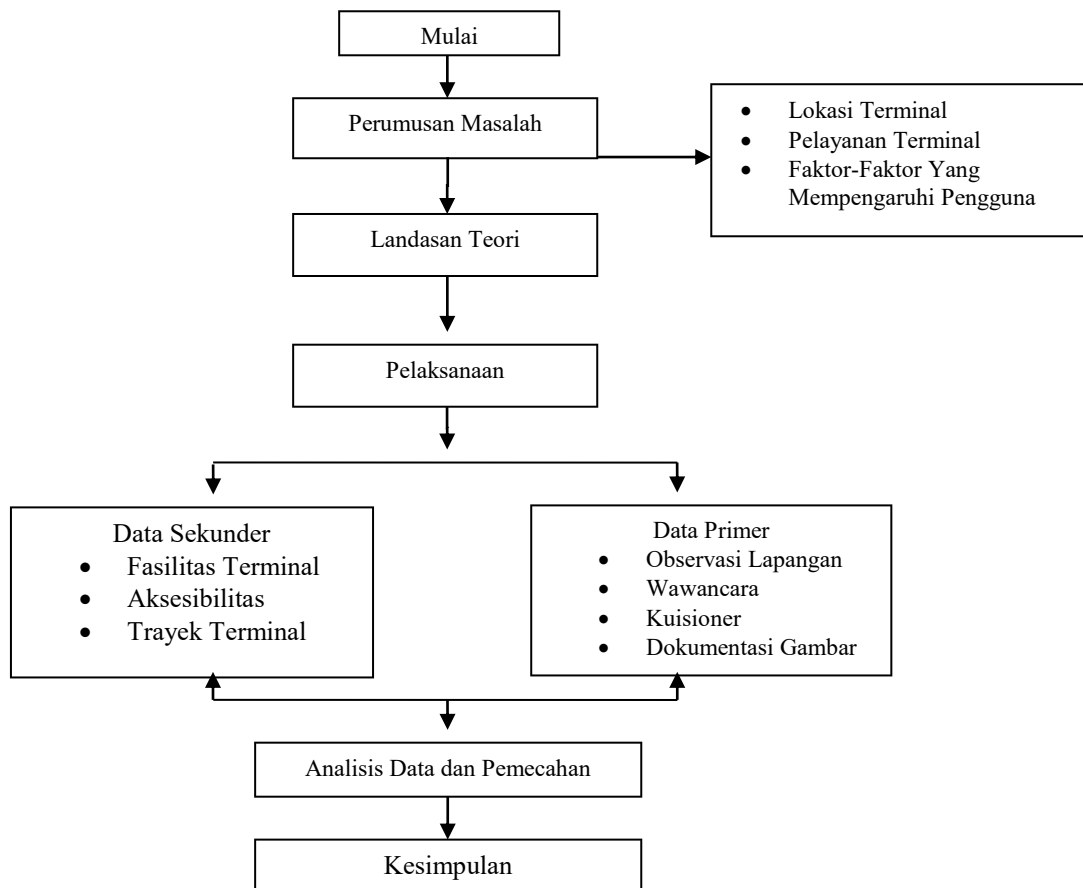 Mulai
Perumusan Masalah
• Lokasi Terminal
• Pelayanan Terminal
• Faktor-Faktor Yang
Mempengaruhi Pengguna
Landasan Teori
Pelaksanaan
Data Sekunder
• Fasilitas Terminal
• Aksesibilitas
• Trayek Terminal
Data Primer
• Observasi Lapangan
• Wawancara
• Kuisioner
• Dokumentasi Gambar
Analisis Data dan Pemecahan
Kesimpulan